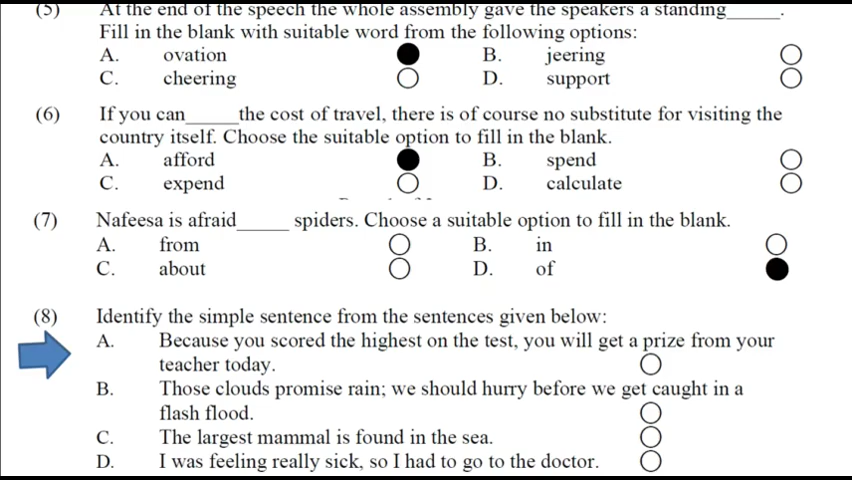 (5) At the end of the speech the whole assembly gave the speakers a standing_____.
Fill in the blank with suitable word from the following options:
A. ovation B. jeering
C. cheering D. support
(6) If you can_____the cost of travel, there is of course no substitute for visiting the
country itself. Choose the suitable option to fill in the blank.
A. afford B. spend
C. expend D. calculate
(7) Nafeesa is afraid_____ spiders. Choose a suitable option to fill in the blank.
A. from B. in
C. about D. of
(8) Identify the simple sentence from the sentences given below:
A. Because you scored the highest on the test, you will get a prize from your
teacher today.
B. Those clouds promise rain; we should hurry before we get caught in a
flash flood.
C. The largest mammal is found in the sea.
D. I was feeling really sick, so I had to go to the doctor.